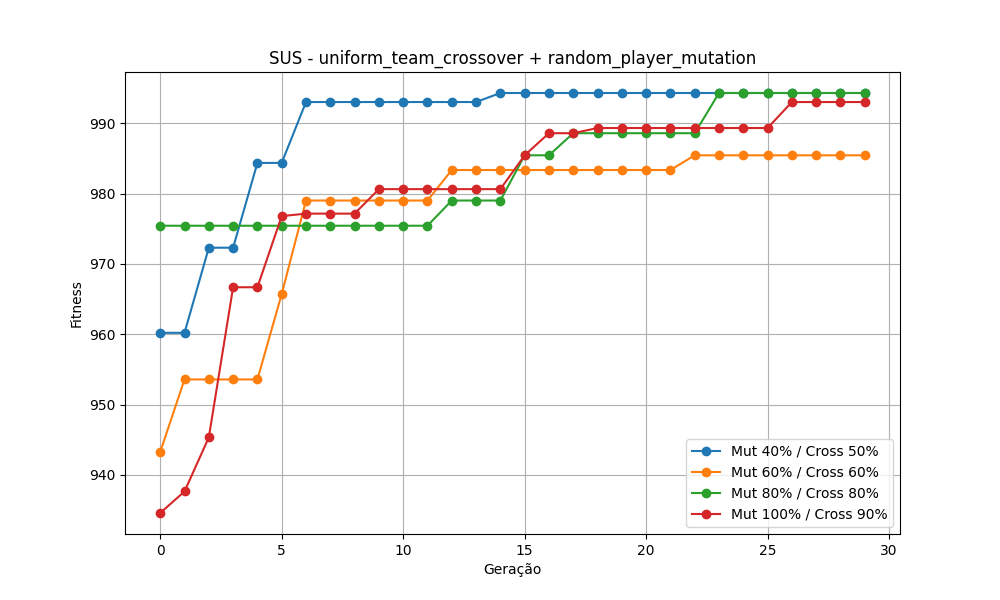 SUS - uniform_team_crossover + random_player_mutation
Fitness
990
980
970
960
950
940
0 5 10 15 20 25 30
Geração
Mut 40% / Cross 50%
Mut 60% / Cross 60%
Mut 80% / Cross 80%
Mut 100% / Cross 90%